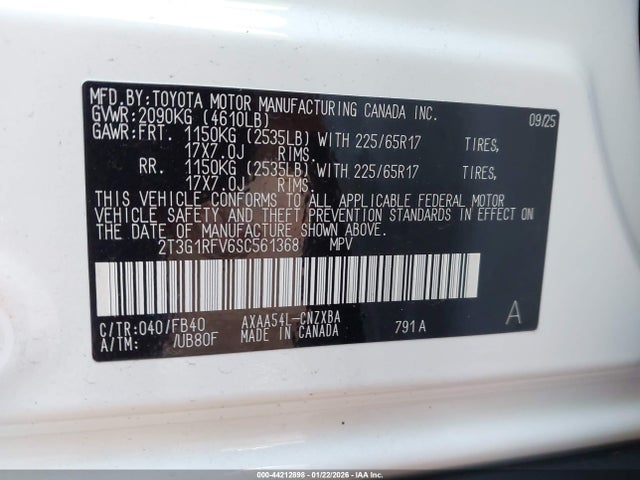 MFD.BY:TOYOTA MOTOR MANUFACTURING CANADA INC. 09/25
GVWR:2090KG (4610LB)
GAWR:FRT. 1150KG (2535LB) WITH 225/65R17 TIRES,
17X7.0J RIMS.
RR. 1150KG (2535LB) WITH 225/65R17 TIRES,
17X7.0J RIMS.
THIS VEHICLE CONFORMS TO ALL APPLICABLE FEDERAL MOTOR
VEHICLE SAFETY AND THEFT PREVENTION STANDARDS IN EFFECT ON
THE DATE OF MANUFACTURE SHOWN ABOVE.
2T3G1RFV6SC561368 MPV
C/TR:040/FB40 AXAA54L-CNZXBA
A/TM: /UB80F MADE IN CANADA 791A A
000-44212698 - 01/22/2026 - IAA Corp.